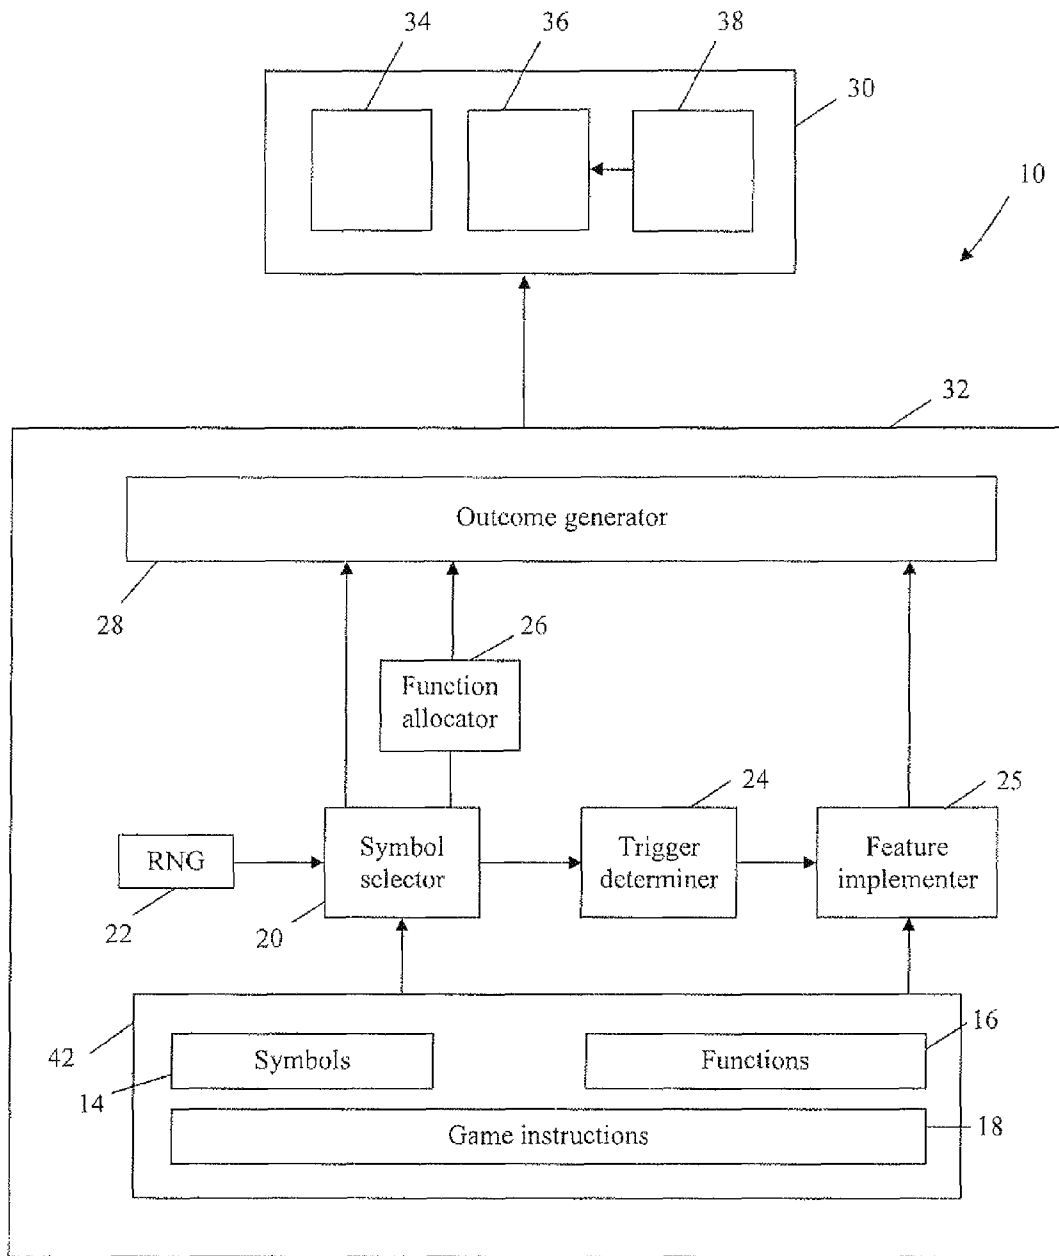 34
36
38
30
10
32
Outcome generator
28
26
Function
allocator
24
25
RNG
Symbol
selector
Trigger
determiner
Feature
implementer
22
20
16
42
Symbols
Functions
14
Game instructions
18